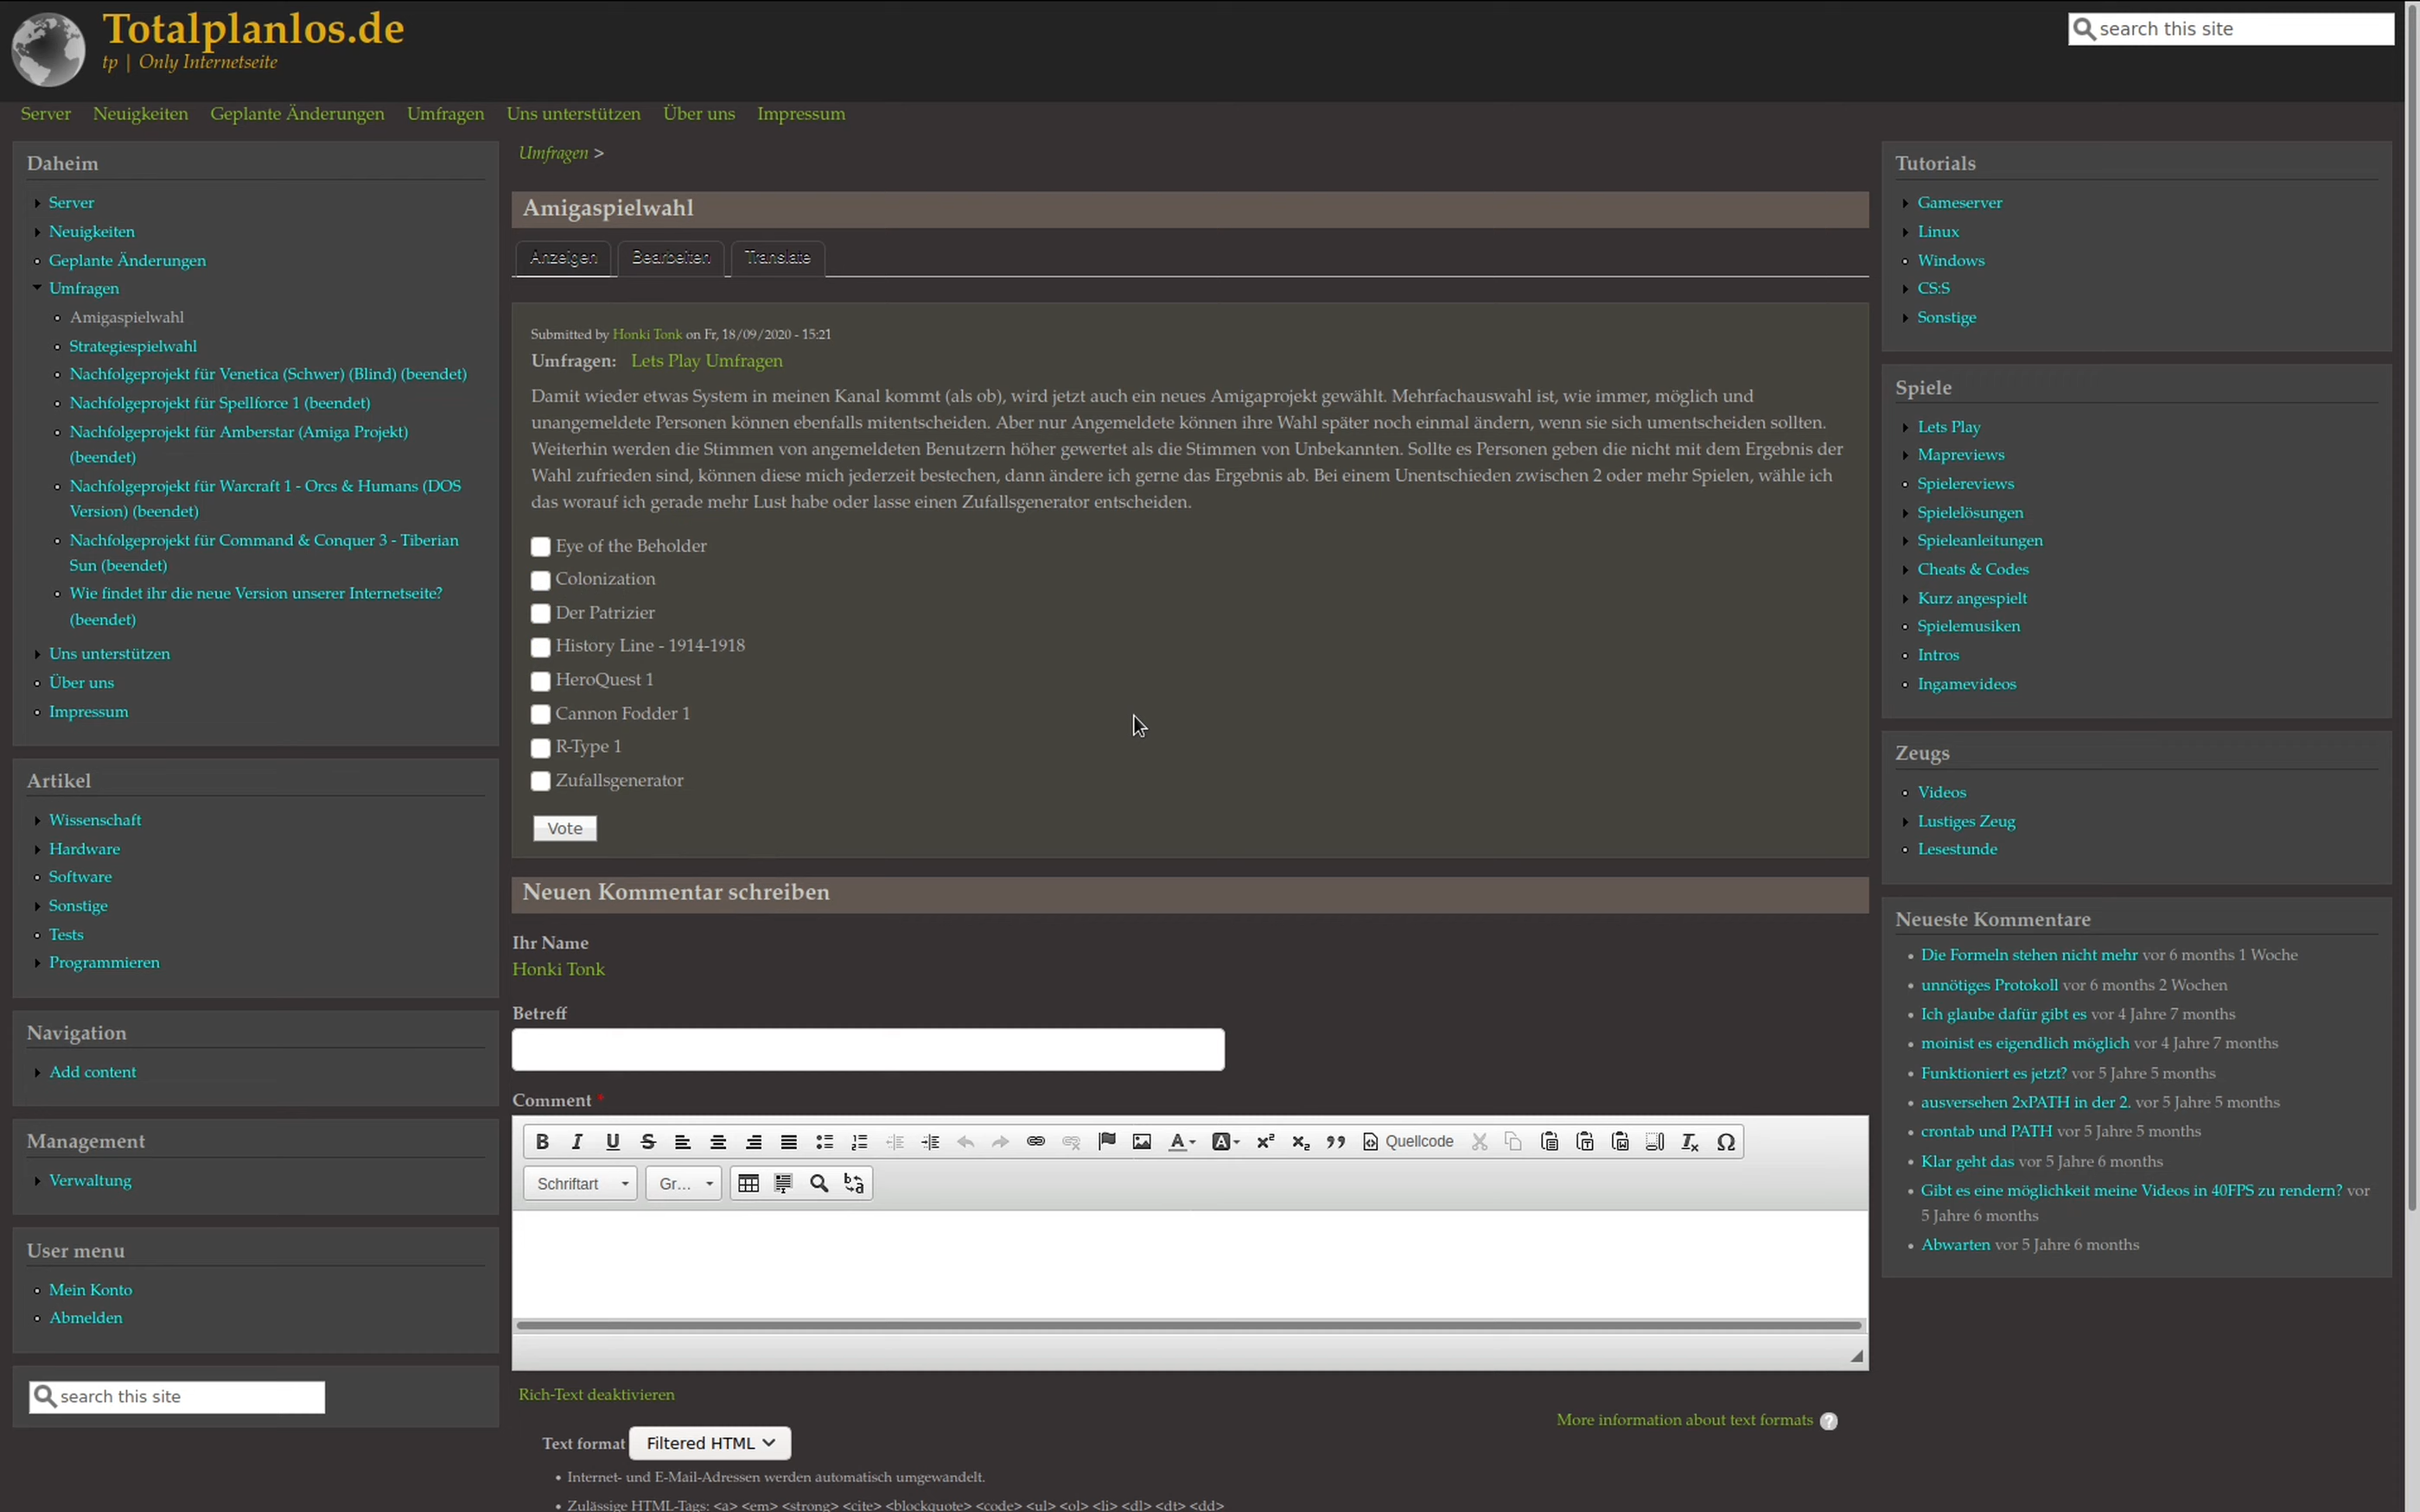 Totalplanlos.de
tp | Only Internetseite
search this site
Server Neuigkeiten Geplante Änderungen Umfragen Uns unterstützen Über uns Impressum
Daheim
Server
Neuigkeiten
Geplante Änderungen
Umfragen
Amigaspielwahl
Strategiespielwahl
Nachfolgeprojekt für Venetica (Schwer) (Blind) (beendet)
Nachfolgeprojekt für Spellforce 1 (beendet)
Nachfolgeprojekt für Amberstar (Amiga Projekt)
(beendet)
Nachfolgeprojekt für Warcraft 1 - Orcs & Humans (DOS
Version) (beendet)
Nachfolgeprojekt für Command & Conquer 3 - Tiberian
Sun (beendet)
Wie findet ihr die neue Version unserer Internetseite?
(beendet)
Uns unterstützen
Über uns
Impressum
Artikel
Wissenschaft
Hardware
Software
Sonstige
Tests
Programmieren
Navigation
Add content
Management
Verwaltung
User menu
Mein Konto
Abmelden
search this site
Umfragen >
Amigaspielwahl
Anzeigen Bearbeiten Translate
Submitted by Honki Tonk on Fr, 18/09/2020 - 15:21
Umfragen: Lets Play Umfragen
Damit wieder etwas System in meinen Kanal kommt (als ob), wird jetzt auch ein neues Amigaprojekt gewählt. Mehrfachauswahl ist, wie immer, möglich und
unangemeldete Personen können ebenfalls mitentscheiden. Aber nur Angemeldete können ihre Wahl später noch einmal ändern, wenn sie sich umentscheiden sollten.
Weiterhin werden die Stimmen von angemeldeten Benutzern höher gewertet als die Stimmen von Unbekannten. Sollte es Personen geben die nicht mit dem Ergebnis der
Wahl zufrieden sind, können diese mich jederzeit bestechen, dann ändere ich gerne das Ergebnis ab. Bei einem Unentschieden zwischen 2 oder mehr Spielen, wähle ich
das worauf ich gerade mehr Lust habe oder lasse einen Zufallsgenerator entscheiden.
Eye of the Beholder
Colonization
Der Patrizier
History Line - 1914-1918
HeroQuest 1
Cannon Fodder 1
R-Type 1
Zufallsgenerator
Vote
Neuen Kommentar schreiben
Ihr Name
Honki Tonk
Betreff
Comment *
Quellcode
Schriftart Gr...
Rich-Text deaktivieren
More information about text formats ?
Text format Filtered HTML
Internet- und E-Mail-Adressen werden automatisch umgewandelt.
Zulässige HTML-Tags: <a> <em> <strong> <cite> <blockquote> <code> <ul> <ol> <li> <dl> <dt> <dd>
Tutorials
Gameserver
Linux
Windows
CS:S
Sonstige
Spiele
Lets Play
Mapreviews
Spielereviews
Spielelösungen
Spieleanleitungen
Cheats & Codes
Kurz angespielt
Spielemusiken
Intros
Ingamevideos
Zeugs
Videos
Lustiges Zeug
Lesestunde
Neueste Kommentare
Die Formeln stehen nicht mehr vor 6 months 1 Woche
unnötiges Protokoll vor 6 months 2 Wochen
Ich glaube dafür gibt es vor 4 Jahre 7 months
moinist es eigendlich möglich vor 4 Jahre 7 months
Funktioniert es jetzt? vor 5 Jahre 5 months
ausversehen 2xPATH in der 2. vor 5 Jahre 5 months
crontab und PATH vor 5 Jahre 5 months
Klar geht das vor 5 Jahre 6 months
Gibt es eine möglichkeit meine Videos in 40FPS zu rendern? vor
5 Jahre 6 months
Abwarten vor 5 Jahre 6 months